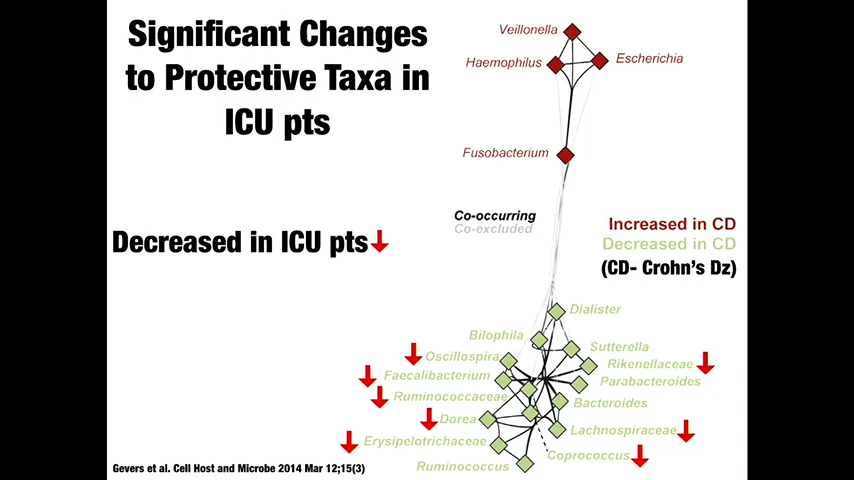 Significant Changes
to Protective Taxa in
ICU pts
Veillonella
Haemophilus
Escherichia
Fusobacterium
Co-occurring
Co-excluded
Increased in CD
Decreased in CD
(CD- Crohn's Dz)
Decreased in ICU pts
Dialister
Bilophila
Sutterella
Oscillospira
Rikenellaceae
Faecalibacterium
Parabacteroides
Ruminococcaceae
Bacteroides
Dorea
Lachnospiraceae
Erysipelotrichaceae
Coprococcus
Ruminococcus
Gevers et al. Cell Host and Microbe 2014 Mar 12;15(3)